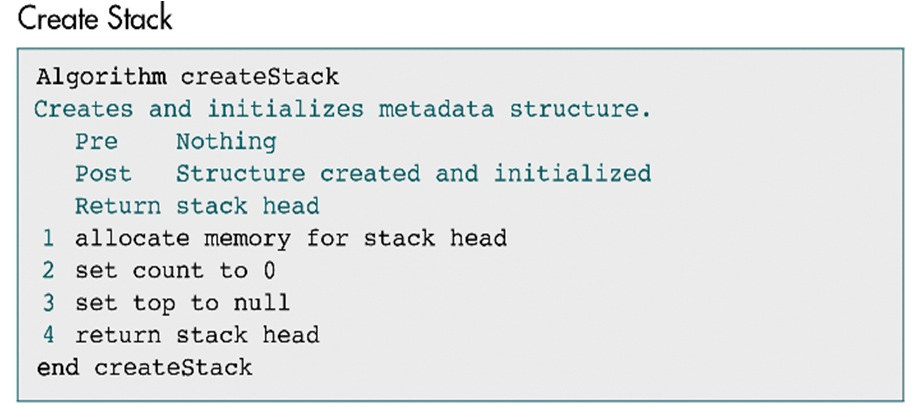 Create Stack
Algorithm createStack
Creates and initializes metadata structure.
Pre Nothing
Post Structure created and initialized
Return stack head
1 allocate memory for stack head
2 set count to 0
3 set top to null
4 return stack head
end createStack